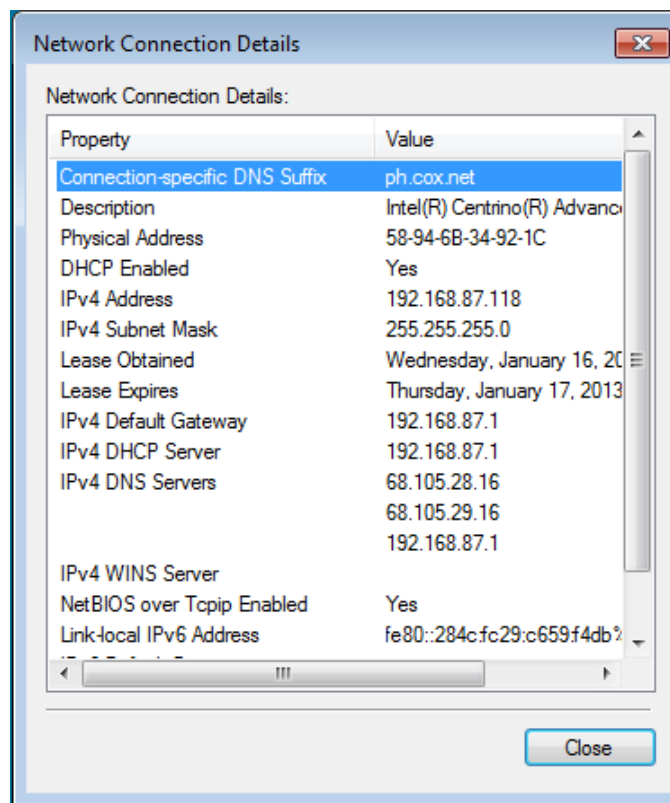 Network Connection Details
Network Connection Details:
Property Value
Connection-specific DNS Suffix ph.cox.net
Description Intel(R) Centrino(R) Advanc
Physical Address 58-94-6B-34-92-1C
DHCP Enabled Yes
IPv4 Address 192.168.87.118
IPv4 Subnet Mask 255.255.255.0
Lease Obtained Wednesday, January 16, 20
Lease Expires Thursday, January 17, 2013
IPv4 Default Gateway 192.168.87.1
IPv4 DHCP Server 192.168.87.1
IPv4 DNS Servers 68.105.28.16
68.105.29.16
192.168.87.1
IPv4 WINS Server
NetBIOS over Tcpip Enabled Yes
Link-local IPv6 Address fe80::284c:fc29:c659:f4db%
Close